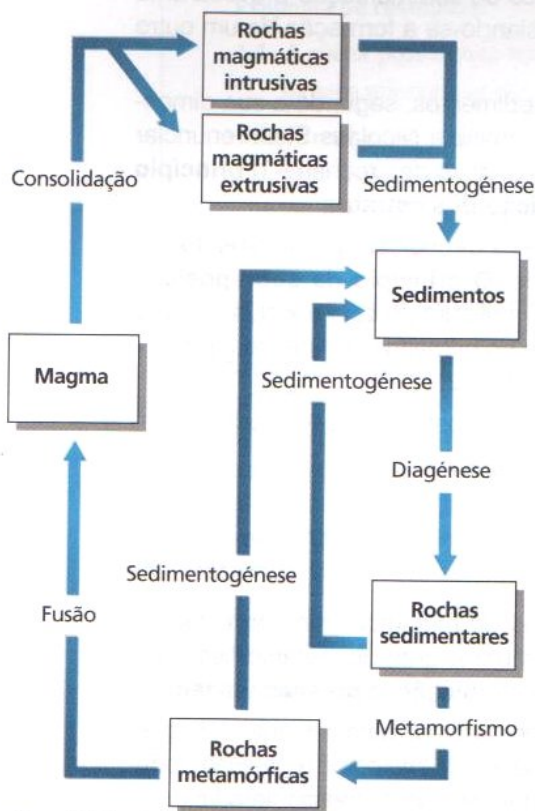 Rochas
magmáticas
intrusivas
Rochas
magmáticas
extrusivas
Consolidação
Sedimentogénese
Sedimentos
Magma
Sedimentogénese
Diagénese
Sedimentogénese
Fusão
Rochas
sedimentares
Metamorfismo
Rochas
metamórficas